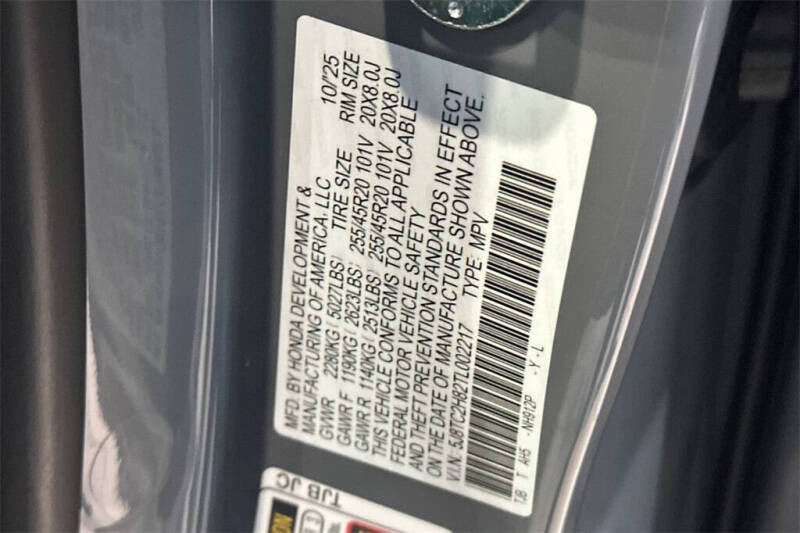 MFD. BY HONDA DEVELOPMENT & 10/'25
MANUFACTURING OF AMERICA, LLC
TIRE SIZE RIM SIZE
GVWR 2280KG ( 5027LBS)
GAWR F 1190KG ( 2623LBS) 255/45R20 101V 20X8.0J
GAWR R 1140KG ( 2513LBS) 255/45R20 101V 20X8.0J
THIS VEHICLE CONFORMS TO ALL APPLICABLE
FEDERAL MOTOR VEHICLE SAFETY
AND THEFT PREVENTION STANDARDS IN EFFECT
ON THE DATE OF MANUFACTURE SHOWN ABOVE.
V.I.N.: 5J8TC2H82TL002217 TYPE: MPV
TJB T AH5 -NH912P -Y-L
TJB JC